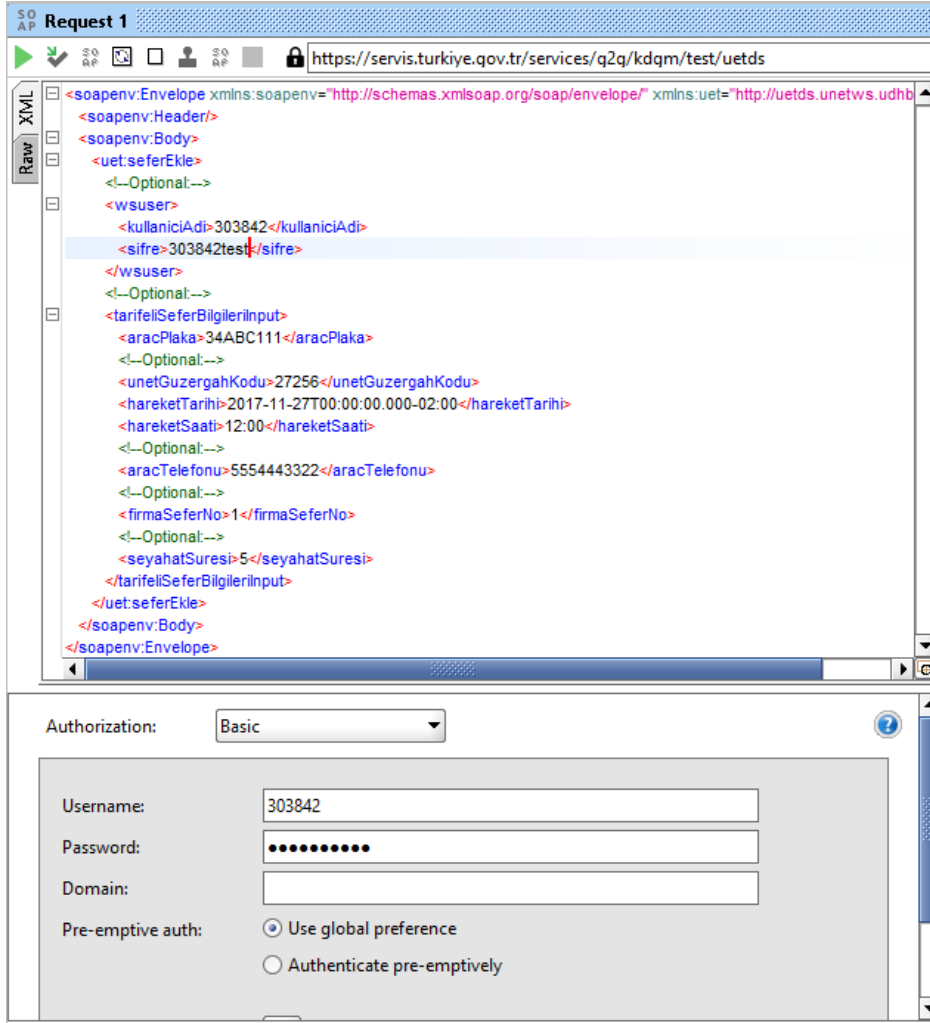 SO AP Request 1
https://servis.turkiye.gov.tr/services/g2g/kdgm/test/uetds
XML
Raw
<soapenv:Envelope xmlns:soapenv="http://schemas.xmlsoap.org/soap/envelope/" xmlns:uet="http://uetds.unetws.udhb
<soapenv:Header/>
<soapenv:Body>
<uet:seferEkle>
<!--Optional:-->
<wsuser>
<kullaniciAdi>303842</kullaniciAdi>
<sifre>303842test</sifre>
</wsuser>
<!--Optional:-->
<tarifeliSeferBilgileriInput>
<aracPlaka>34ABC111</aracPlaka>
<!--Optional:-->
<unetGuzergahKodu>27256</unetGuzergahKodu>
<hareketTarihi>2017-11-27T00:00:00.000-02:00</hareketTarihi>
<hareketSaati>12:00</hareketSaati>
<!--Optional:-->
<aracTelefonu>5554443322</aracTelefonu>
<!--Optional:-->
<firmaSeferNo>1</firmaSeferNo>
<!--Optional:-->
<seyahatSuresi>5</seyahatSuresi>
</tarifeliSeferBilgileriInput>
</uet:seferEkle>
</soapenv:Body>
</soapenv:Envelope>
Authorization: Basic
Username: 303842
Password: ●●●●●●●●●●
Domain:
Pre-emptive auth: Use global preference
Authenticate pre-emptively